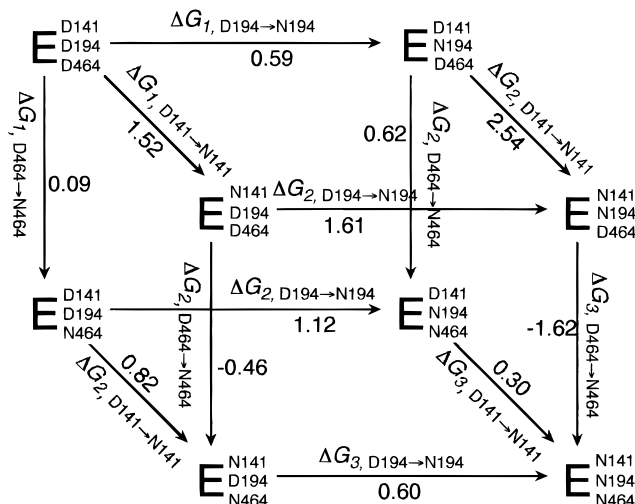 ΔG1, D194→N194
0.59
E D141 D194 D464
E D141 N194 D464
ΔG1, D141→N141
1.52
ΔG2, D141→N141
2.54
ΔG1, D464→N464
0.09
0.62
ΔG2, D464→N464
E N141 D194 D464
ΔG2, D194→N194
1.61
E N141 N194 D464
E D141 D194 N464
ΔG2, D194→N194
1.12
E D141 N194 N464
ΔG2, D464→N464
-0.46
-1.62
ΔG3, D464→N464
0.82
ΔG2, D141→N141
0.30
ΔG3, D141→N141
E N141 D194 N464
ΔG3, D194→N194
0.60
E N141 N194 N464